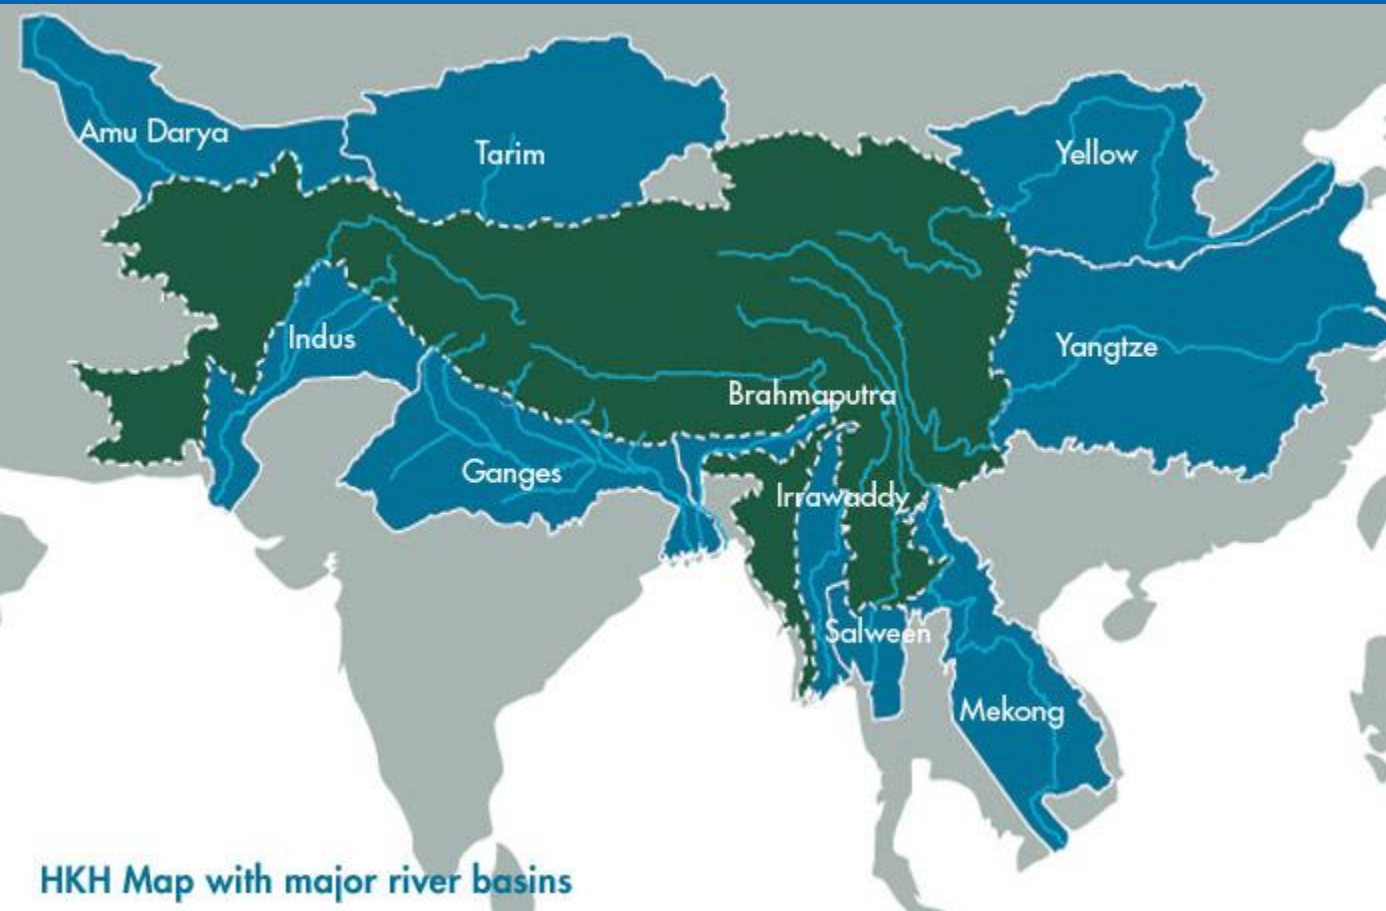 Amu Darya
Tarim
Yellow
Indus
Yangtze
Brahmaputra
Ganges
Irrawaddy
Salween
Mekong
HKH Map with major river basins